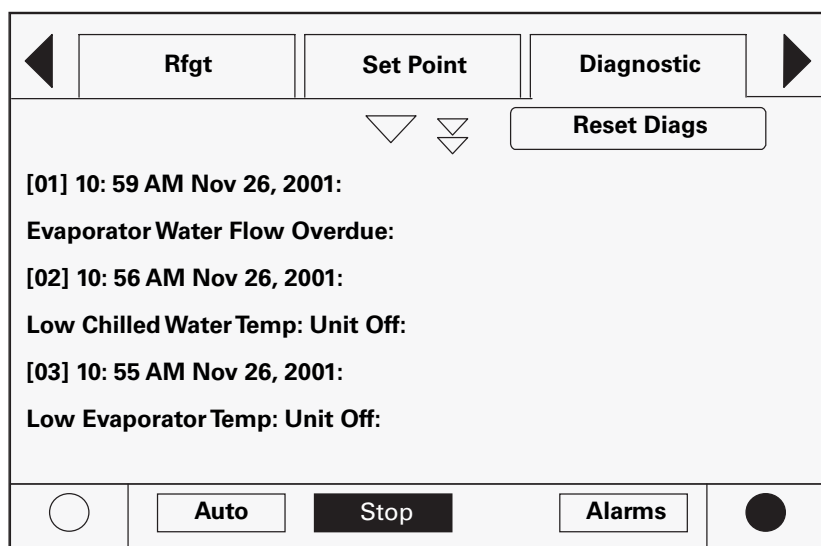 Rfgt Set Point Diagnostic
Reset Diags
[01] 10: 59 AM Nov 26, 2001:
Evaporator Water Flow Overdue:
[02] 10: 56 AM Nov 26, 2001:
Low Chilled Water Temp: Unit Off:
[03] 10: 55 AM Nov 26, 2001:
Low Evaporator Temp: Unit Off:
Auto Stop Alarms